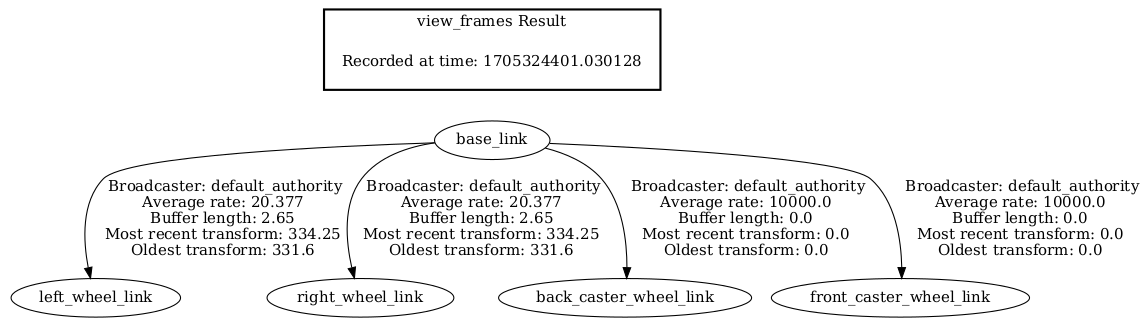 view_frames Result
Recorded at time: 1705324401.030128
base_link
Broadcaster: default_authority
Average rate: 20.377
Buffer length: 2.65
Most recent transform: 334.25
Oldest transform: 331.6
Broadcaster: default_authority
Average rate: 20.377
Buffer length: 2.65
Most recent transform: 334.25
Oldest transform: 331.6
Broadcaster: default_authority
Average rate: 10000.0
Buffer length: 0.0
Most recent transform: 0.0
Oldest transform: 0.0
Broadcaster: default_authority
Average rate: 10000.0
Buffer length: 0.0
Most recent transform: 0.0
Oldest transform: 0.0
left_wheel_link
right_wheel_link
back_caster_wheel_link
front_caster_wheel_link